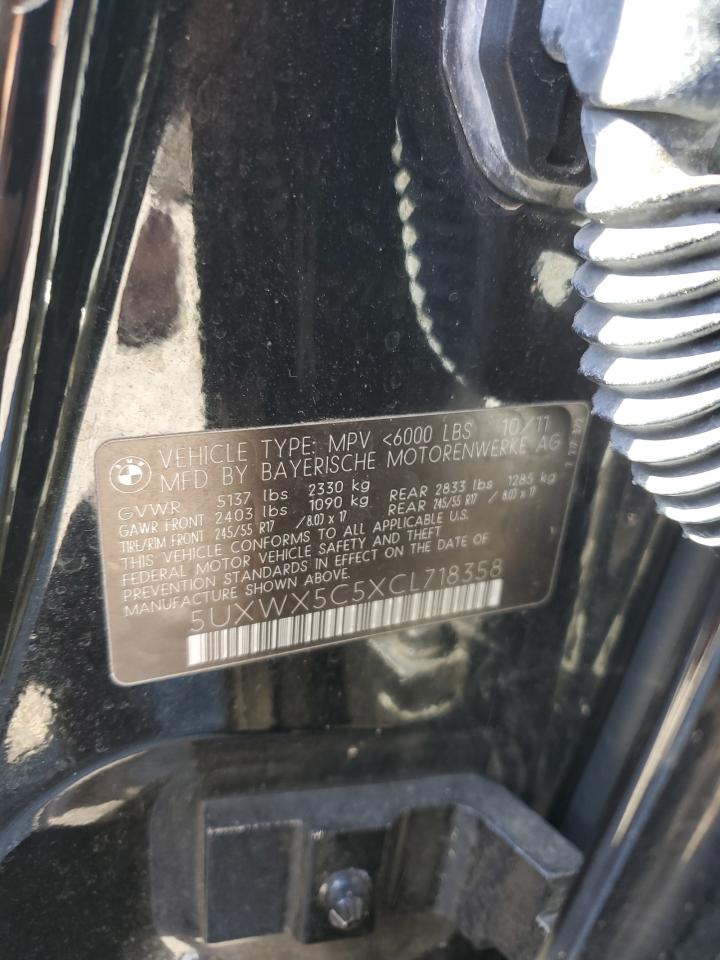 BMW
VEHICLE TYPE: MPV <6000 LBS 10/11
MFD BY BAYERISCHE MOTORENWERKE AG
GVWR 5137 lbs 2330 kg
GAWR FRONT 2403 lbs 1090 kg REAR 2833 lbs 1285 kg
TIRE/RIM FRONT 245/55 R17 /8.0J x 17 REAR 245/55 R17 /8.0J x 17
THIS VEHICLE CONFORMS TO ALL APPLICABLE U.S.
FEDERAL MOTOR VEHICLE SAFETY AND THEFT
PREVENTION STANDARDS IN EFFECT ON THE DATE OF
MANUFACTURE SHOWN ABOVE.
5UXWX5C5XCL718358